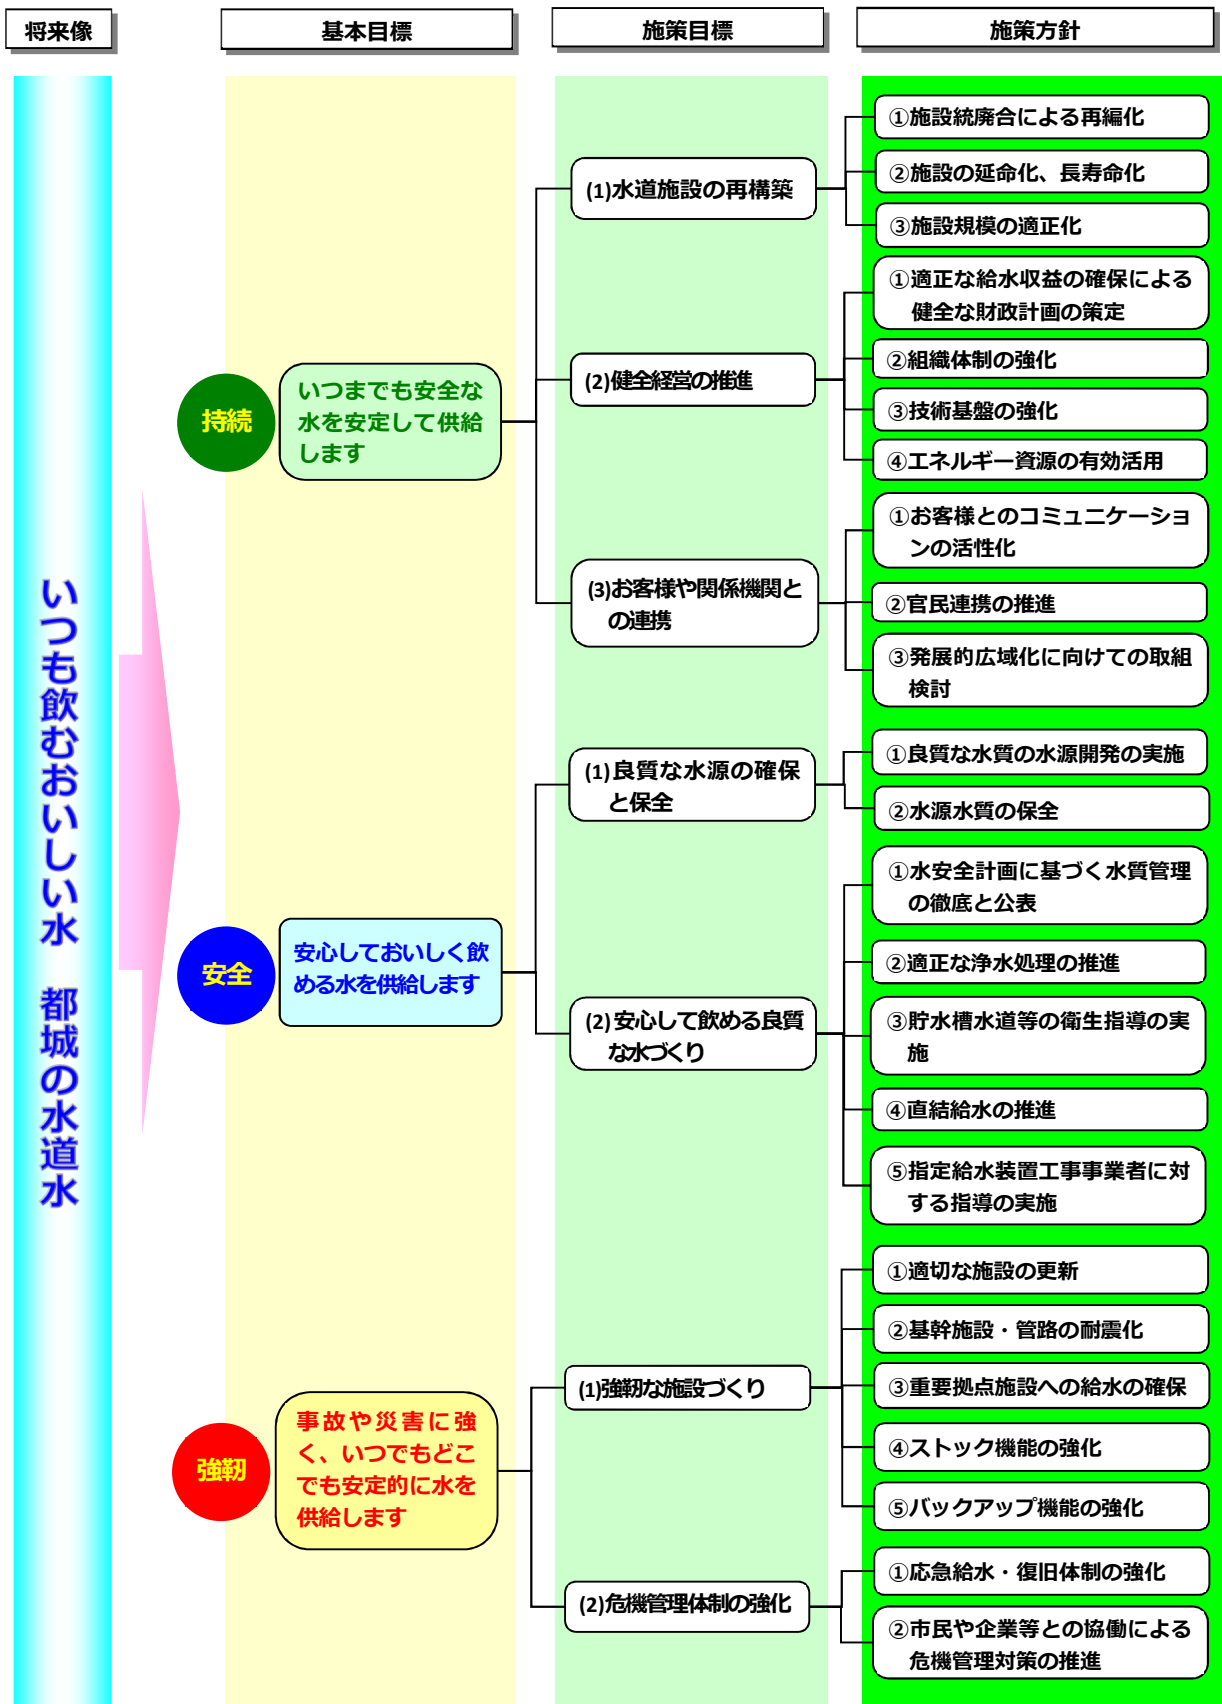 将来像
基本目標
施策目標
施策方針
いつも飲むおいしい水　都城の水道水
持続
いつまでも安全な
水を安定して供給
します
(1)水道施設の再構築
①施設統廃合による再編化
②施設の延命化、長寿命化
③施設規模の適正化
(2)健全経営の推進
①適正な給水収益の確保による
健全な財政計画の策定
②組織体制の強化
③技術基盤の強化
④エネルギー資源の有効活用
(3)お客様や関係機関と
の連携
①お客様とのコミュニケーショ
ンの活性化
②官民連携の推進
③発展的広域化に向けての取組
検討
安全
安心しておいしく飲
める水を供給します
(1)良質な水源の確保
と保全
①良質な水質の水源開発の実施
②水源水質の保全
(2)安心して飲める良質
な水づくり
①水安全計画に基づく水質管理
の徹底と公表
②適正な浄水処理の推進
③貯水槽水道等の衛生指導の実
施
④直結給水の推進
⑤指定給水装置工事事業者に対
する指導の実施
強靭
事故や災害に強
く、いつでもどこ
でも安定的に水を
供給します
(1)強靭な施設づくり
①適切な施設の更新
②基幹施設・管路の耐震化
③重要拠点施設への給水の確保
④ストック機能の強化
⑤バックアップ機能の強化
(2)危機管理体制の強化
①応急給水・復旧体制の強化
②市民や企業等との協働による
危機管理対策の推進